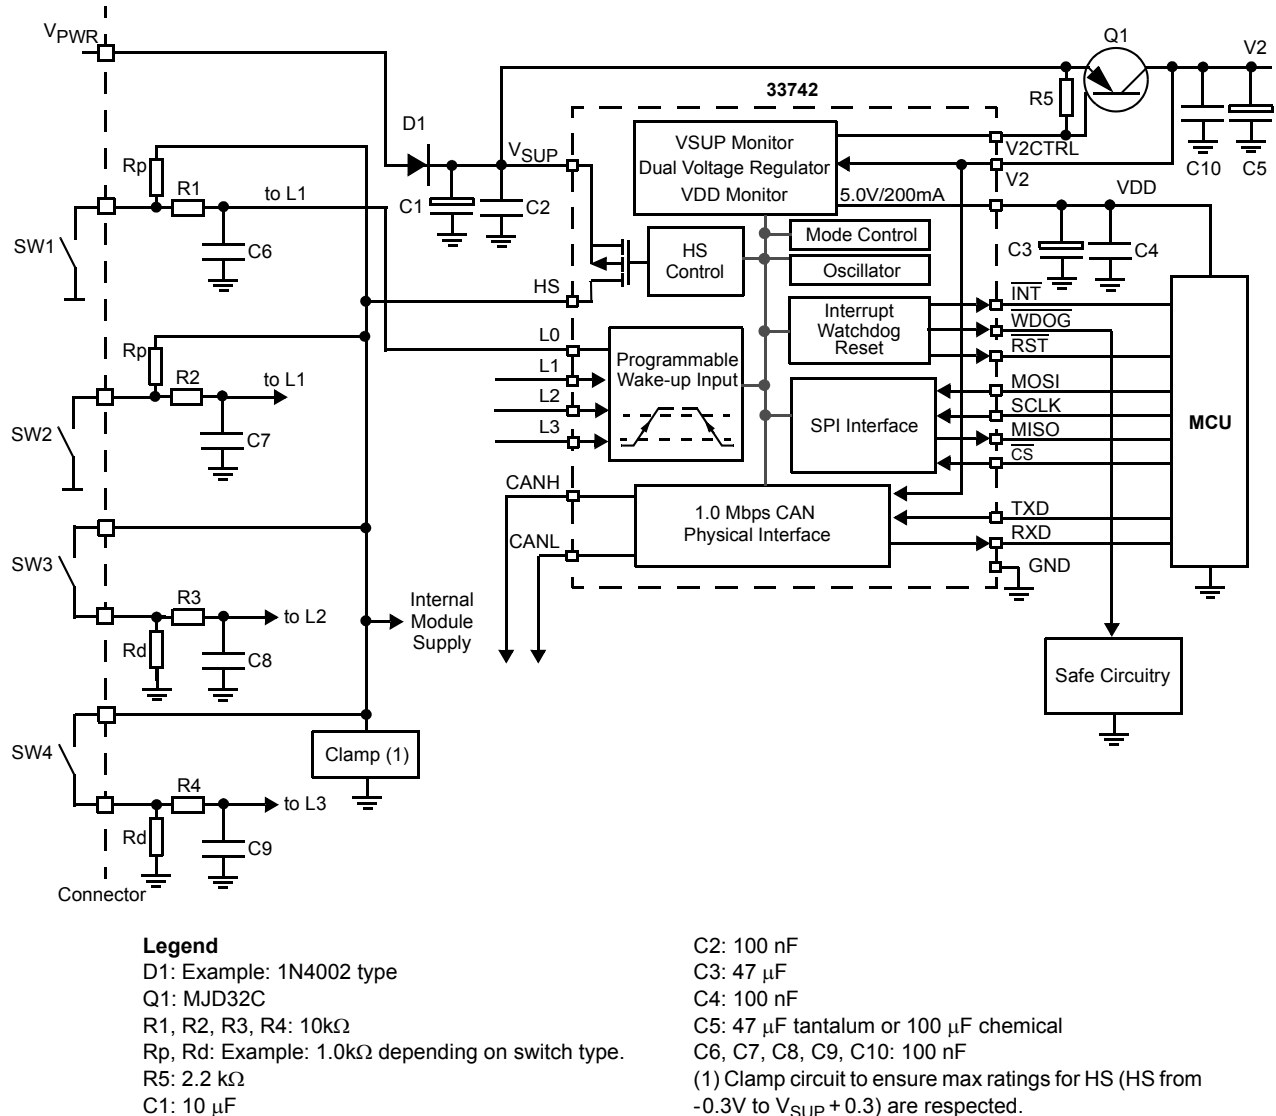 VPWR
Q1
V2
33742
R5
D1
VSUP
VSUP Monitor
Dual Voltage Regulator
VDD Monitor
V2CTRL
V2
C10
C5
Rp
R1
to L1
C1
C2
5.0V/200mA
VDD
SW1
C6
HS
Control
Mode Control
Oscillator
C3
C4
HS
INT
Interrupt
Watchdog
Reset
WDOG
RST
Rp
L0
Programmable
Wake-up Input
R2
to L1
L1
L2
L3
MOSI
SCLK
MISO
CS
SPI Interface
MCU
SW2
C7
CANH
1.0 Mbps CAN
Physical Interface
TXD
RXD
CANL
GND
SW3
R3
to L2
Internal
Module
Supply
Rd
C8
Safe Circuitry
SW4
Clamp (1)
R4
to L3
Rd
C9
Connector
Legend
D1: Example: 1N4002 type
Q1: MJD32C
R1, R2, R3, R4: 10kΩ
Rp, Rd: Example: 1.0kΩ depending on switch type.
R5: 2.2 kΩ
C1: 10 μF
C2: 100 nF
C3: 47 μF
C4: 100 nF
C5: 47 μF tantalum or 100 μF chemical
C6, C7, C8, C9, C10: 100 nF
(1) Clamp circuit to ensure max ratings for HS (HS from
-0.3V to VSUP + 0.3) are respected.